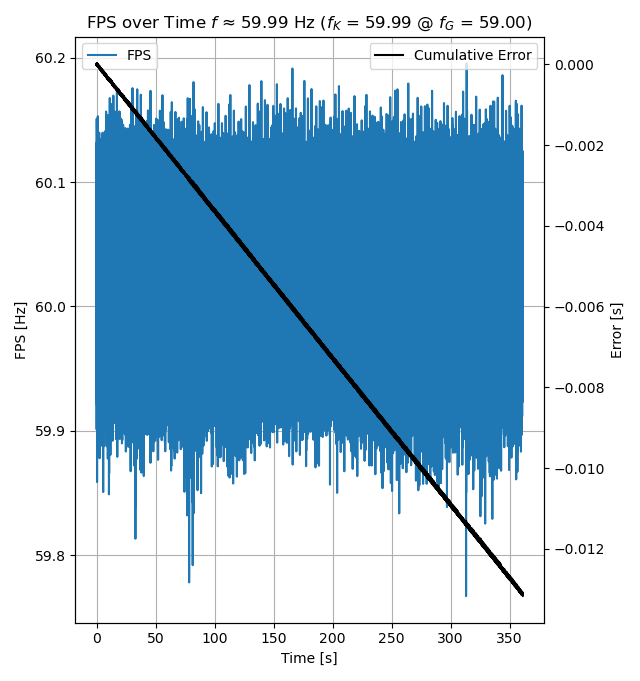 FPS over Time f ≈ 59.99 Hz (f_K = 59.99 @ f_G = 59.00)
FPS
Cumulative Error
60.2
60.1
60.0
59.9
59.8
FPS [Hz]
0.000
−0.002
−0.004
−0.006
−0.008
−0.010
−0.012
Error [s]
0 50 100 150 200 250 300 350
Time [s]